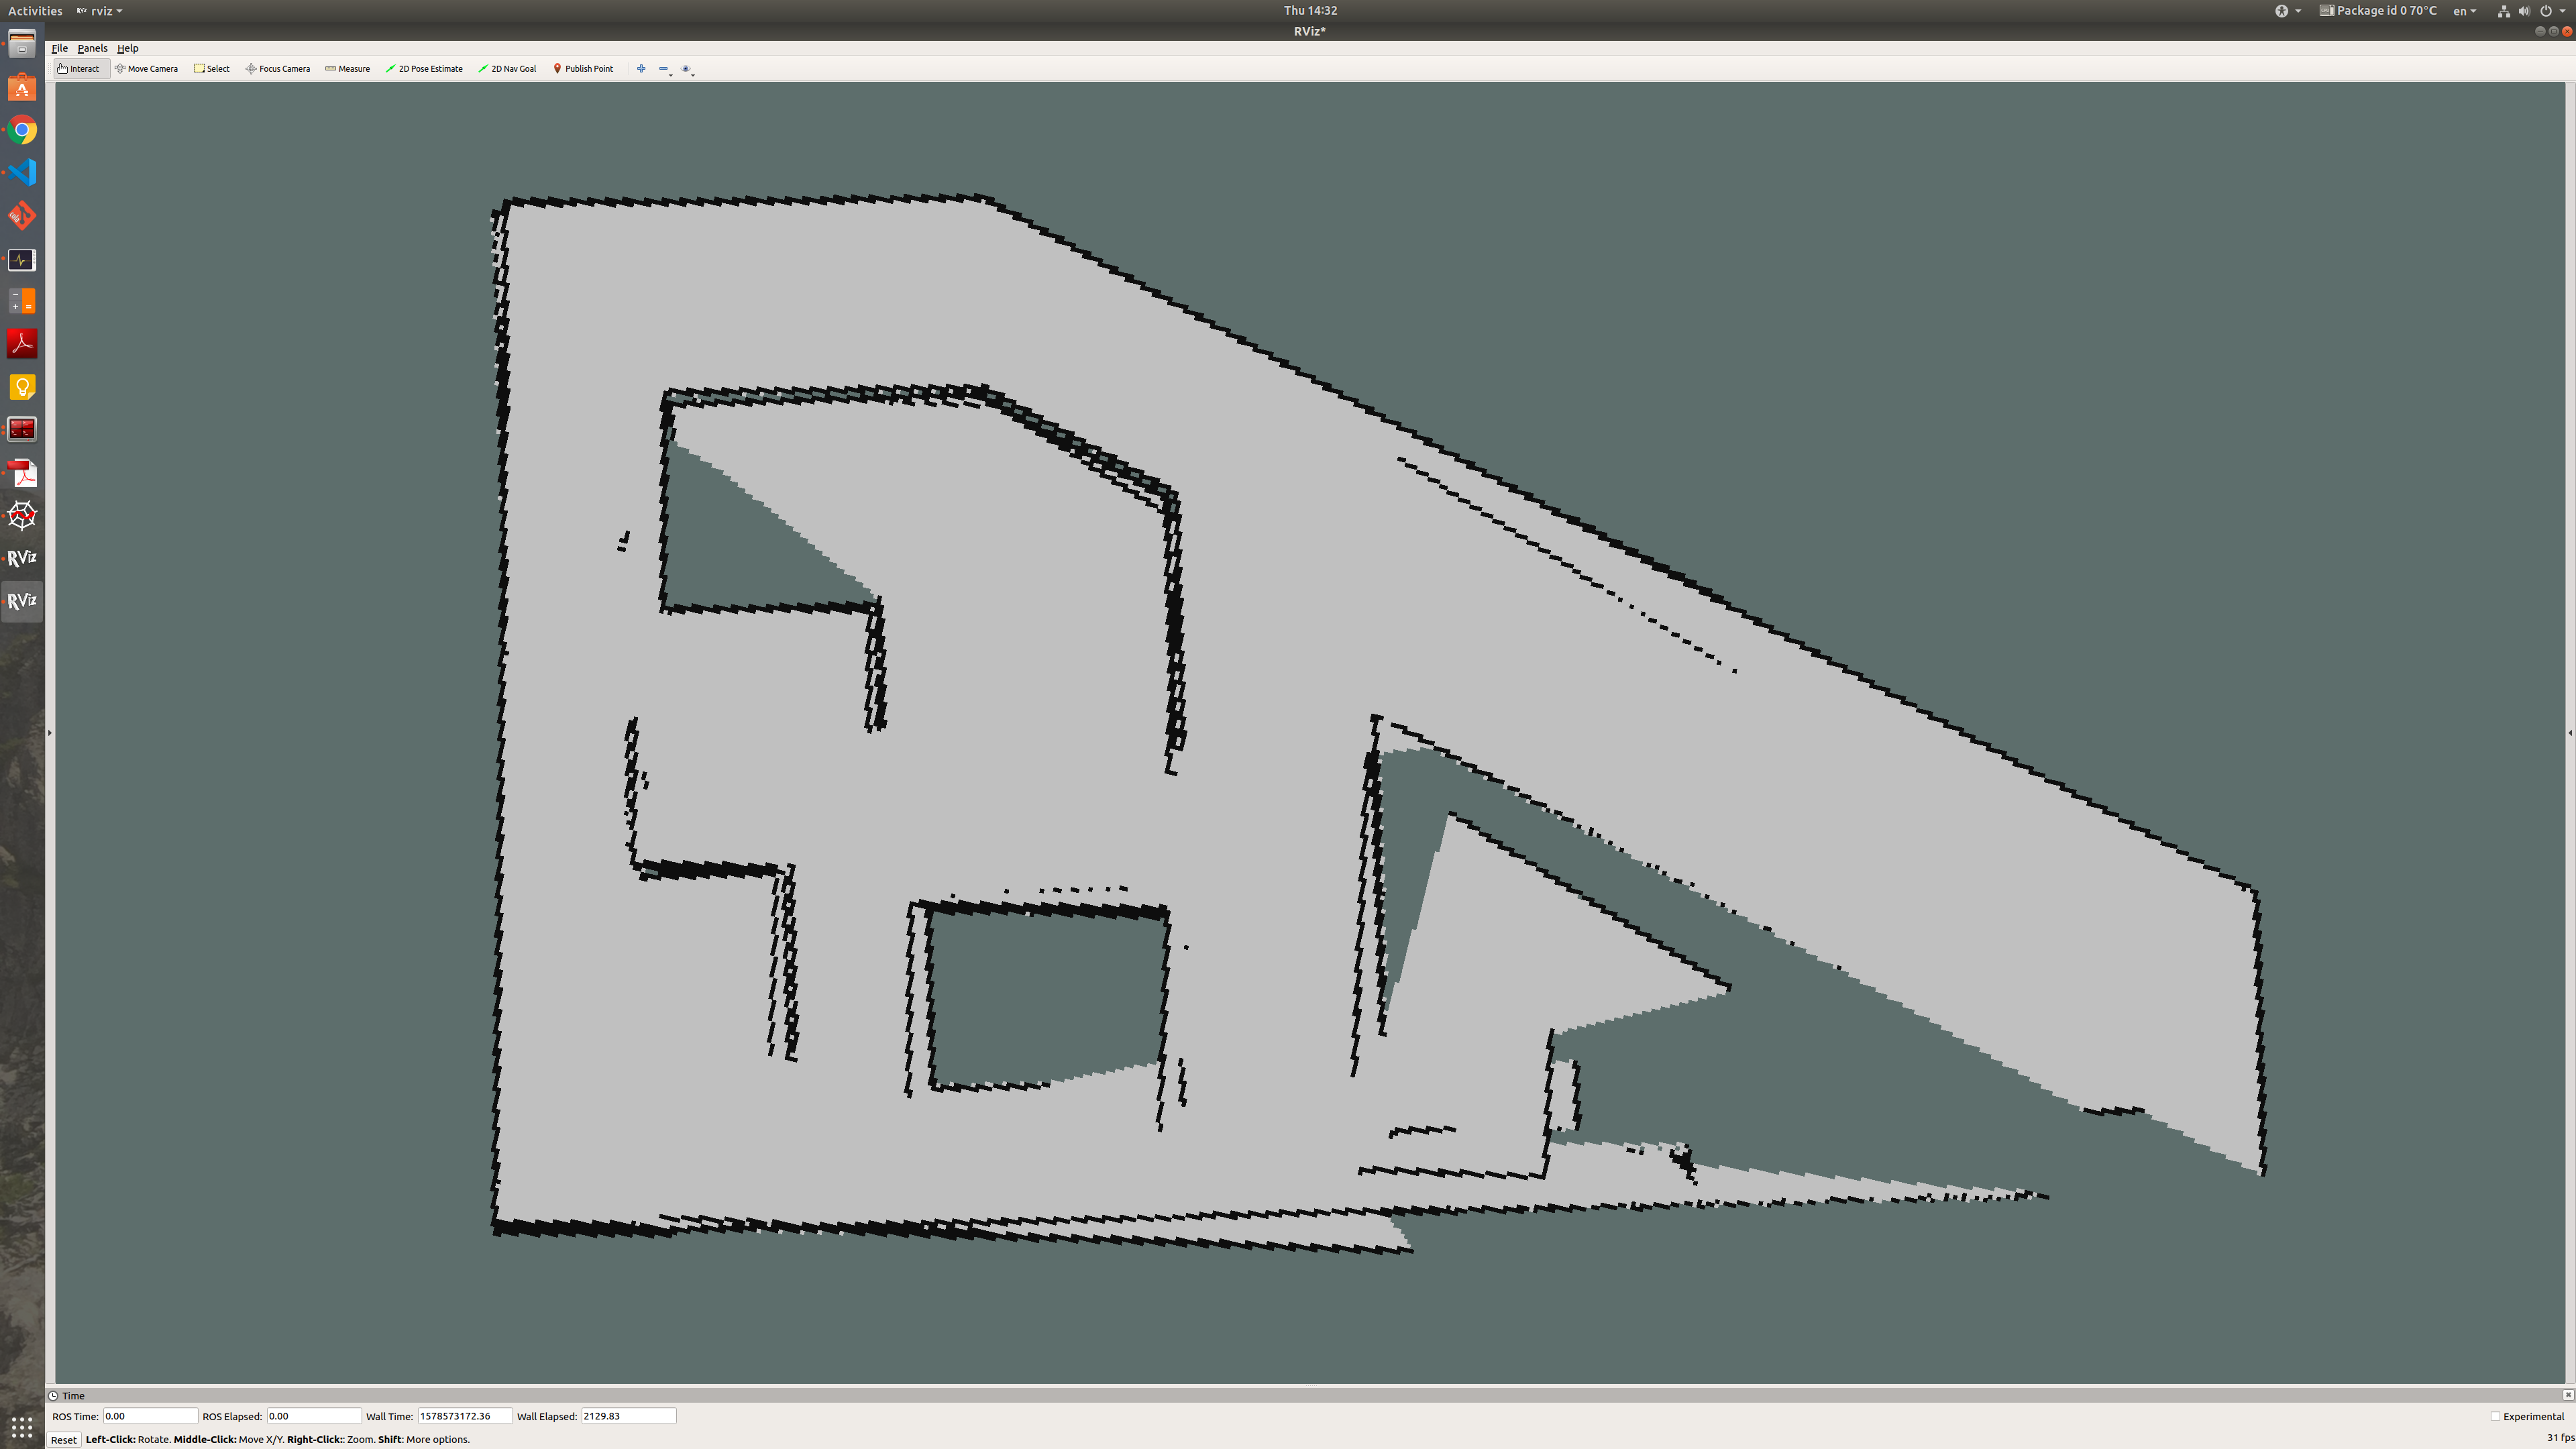 Activities rviz Thu 14:32 Package id 0 70°C en
RViz*
File Panels Help
Interact Move Camera Select Focus Camera Measure 2D Pose Estimate 2D Nav Goal Publish Point
RViz
RViz
Time
ROS Time: 0.00 ROS Elapsed: 0.00 Wall Time: 1578573172.36 Wall Elapsed: 2129.83 Experimental
Reset Left-Click: Rotate. Middle-Click: Move X/Y. Right-Click:: Zoom. Shift: More options. 31 fps